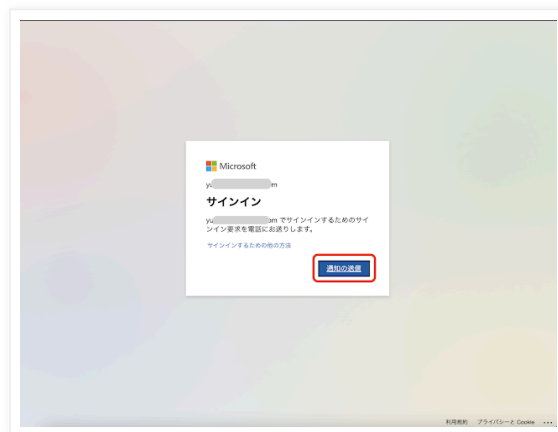 Microsoft
サインイン
でサインインするためのサイ
ンイン要求を電話にお送りします。
サインインするための他の方法
通知の送信
利用規約 プライバシーと Cookie ...